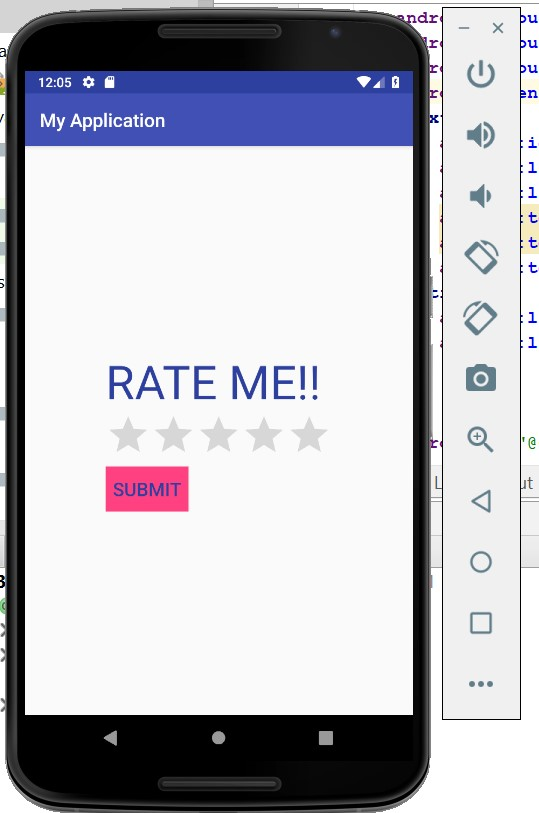 12:05
My Application
RATE ME!!
SUBMIT